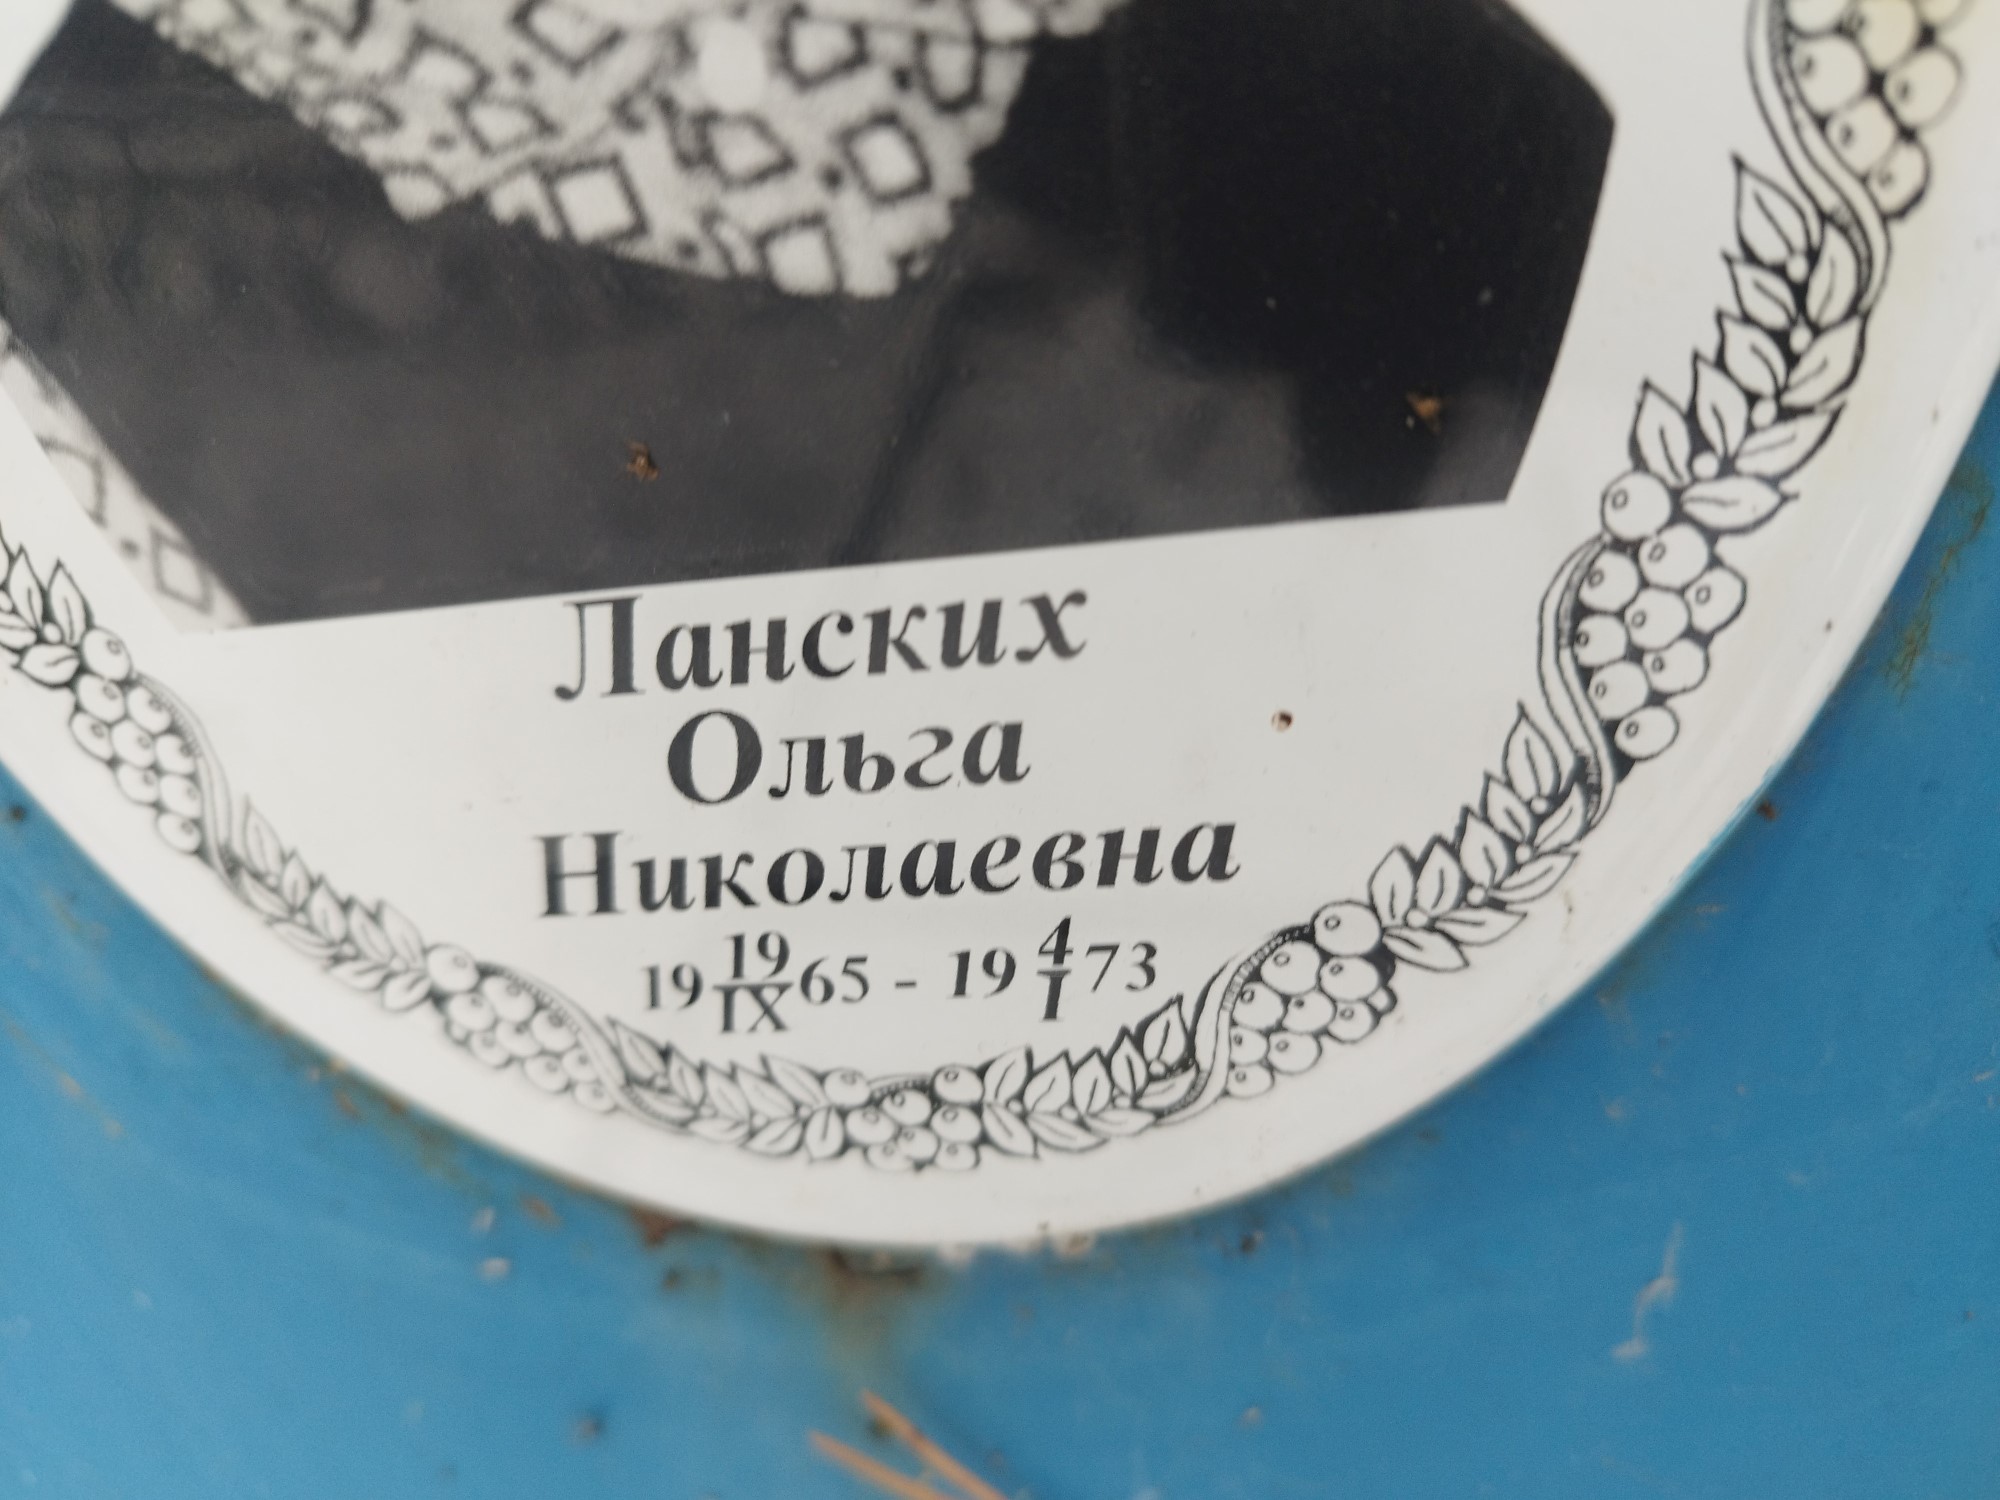 Ланских
Ольга
Николаевна
19 19/IX 65 - 19 4/I 73